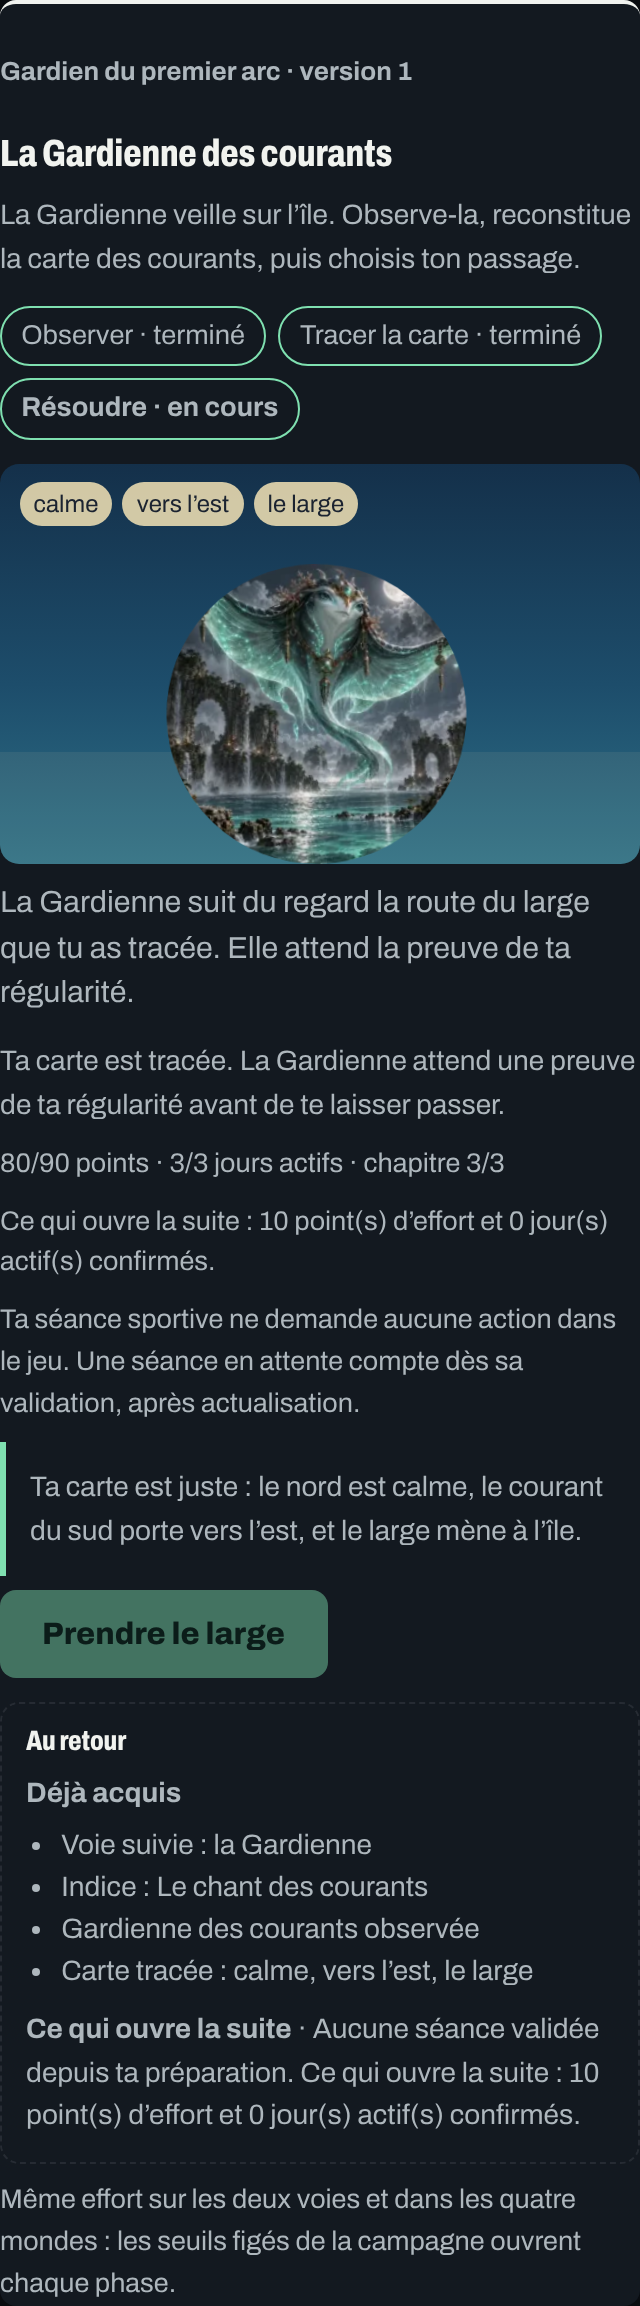 Gardien du premier arc · version 1
La Gardienne des courants
La Gardienne veille sur l’île. Observe-la, reconstitue
la carte des courants, puis choisis ton passage.
Observer · terminé
Tracer la carte · terminé
Résoudre · en cours
calme
vers l’est
le large
La Gardienne suit du regard la route du large
que tu as tracée. Elle attend la preuve de ta
régularité.
Ta carte est tracée. La Gardienne attend une preuve
de ta régularité avant de te laisser passer.
80/90 points · 3/3 jours actifs · chapitre 3/3
Ce qui ouvre la suite : 10 point(s) d’effort et 0 jour(s)
actif(s) confirmés.
Ta séance sportive ne demande aucune action dans
le jeu. Une séance en attente compte dès sa
validation, après actualisation.
Ta carte est juste : le nord est calme, le courant
du sud porte vers l’est, et le large mène à l’île.
Prendre le large
Au retour
Déjà acquis
• Voie suivie : la Gardienne
• Indice : Le chant des courants
• Gardienne des courants observée
• Carte tracée : calme, vers l’est, le large
Ce qui ouvre la suite · Aucune séance validée
depuis ta préparation. Ce qui ouvre la suite : 10
point(s) d’effort et 0 jour(s) actif(s) confirmés.
Même effort sur les deux voies et dans les quatre
mondes : les seuils figés de la campagne ouvrent
chaque phase.